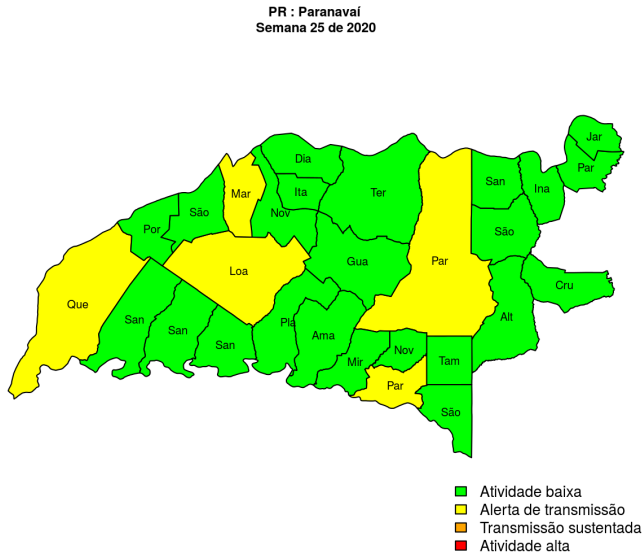 PR : Paranavaí
Semana 25 de 2020
Jar
Dia
Par
Ita
Ter
San
Ina
Mar
São
Nov
Por
São
Gua
Par
Loa
Cru
Que
San
San
Pla
Ama
Alt
San
Nov
Mir
Tam
Par
São
Atividade baixa
Alerta de transmissão
Transmissão sustentada
Atividade alta